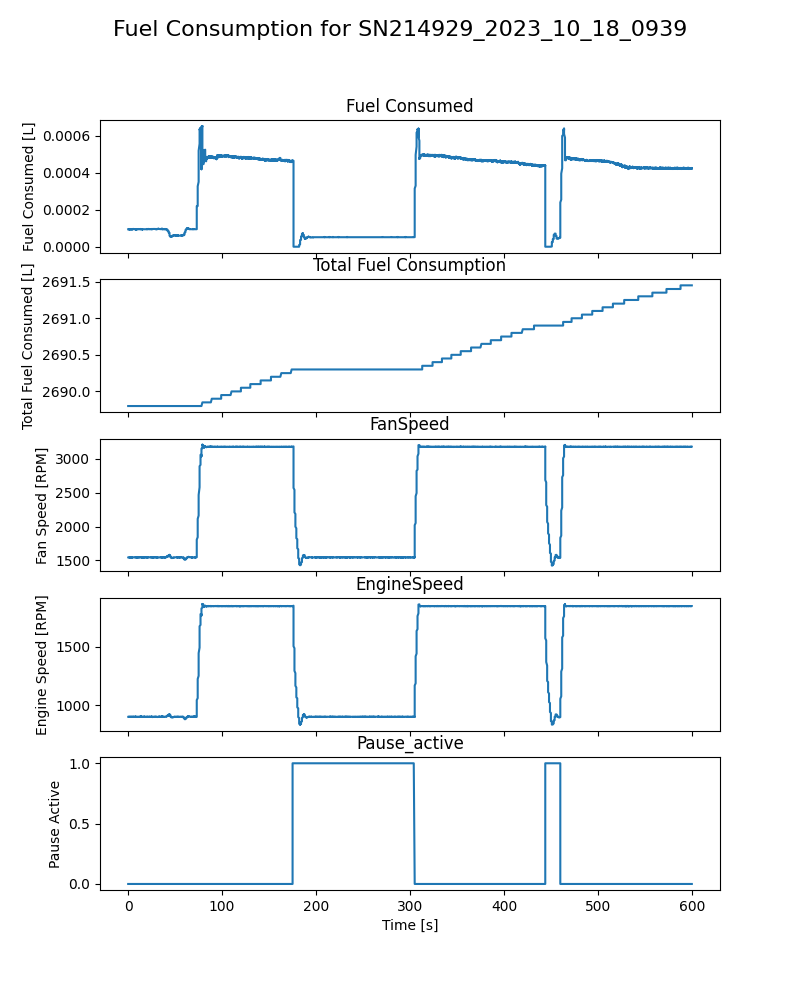 Fuel Consumption for SN214929_2023_10_18_0939
Fuel Consumed
Fuel Consumed [L]
0.0006
0.0004
0.0002
0.0000
Total Fuel Consumption
Total Fuel Consumed [L]
2691.5
2691.0
2690.5
2690.0
FanSpeed
Fan Speed [RPM]
3000
2500
2000
1500
EngineSpeed
Engine Speed [RPM]
1500
1000
Pause_active
Pause Active
1.0
0.5
0.0
0 100 200 300 400 500 600
Time [s]